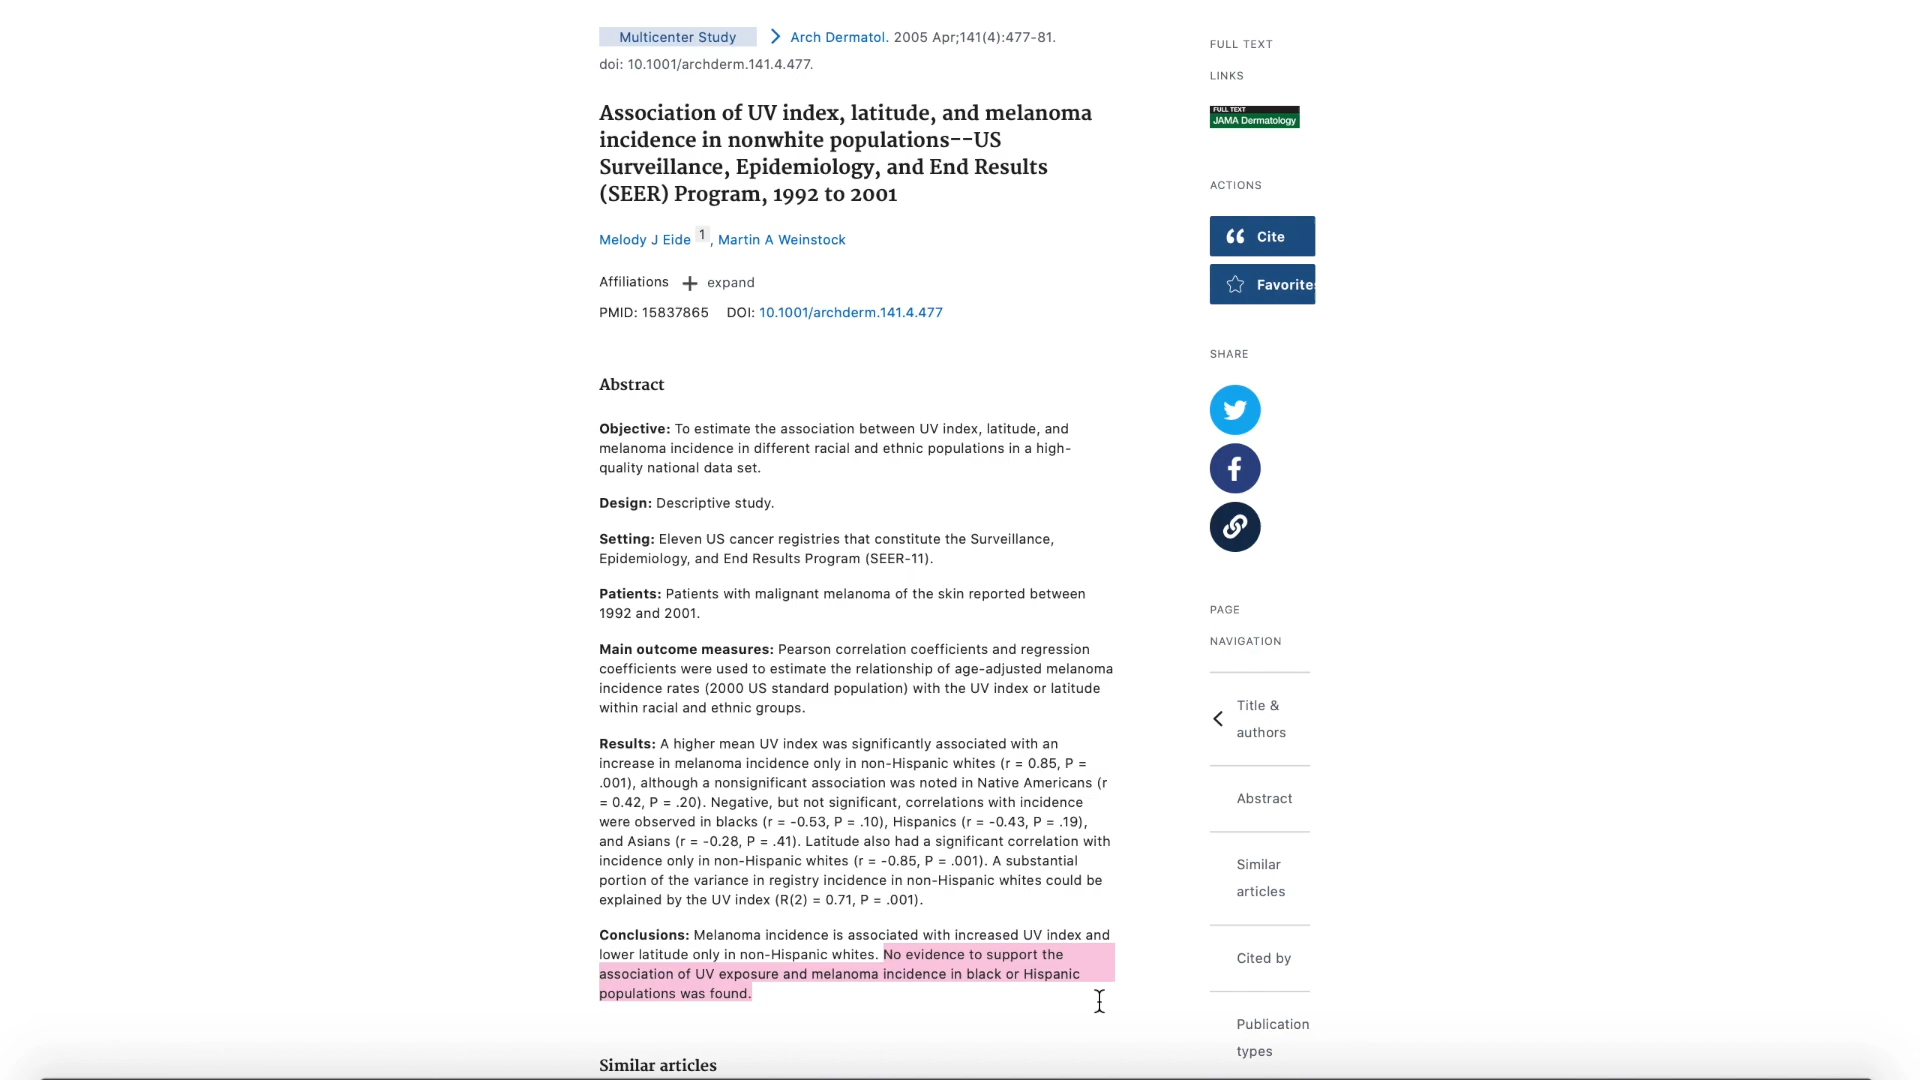 Multicenter Study > Arch Dermatol. 2005 Apr;141(4):477-81.
doi: 10.1001/archderm.141.4.477.
Association of UV index, latitude, and melanoma
incidence in nonwhite populations--US
Surveillance, Epidemiology, and End Results
(SEER) Program, 1992 to 2001
Melody J Eide 1, Martin A Weinstock
Affiliations + expand
PMID: 15837865 DOI: 10.1001/archderm.141.4.477
Abstract
Objective: To estimate the association between UV index, latitude, and
melanoma incidence in different racial and ethnic populations in a high-
quality national data set.
Design: Descriptive study.
Setting: Eleven US cancer registries that constitute the Surveillance,
Epidemiology, and End Results Program (SEER-11).
Patients: Patients with malignant melanoma of the skin reported between
1992 and 2001.
Main outcome measures: Pearson correlation coefficients and regression
coefficients were used to estimate the relationship of age-adjusted melanoma
incidence rates (2000 US standard population) with the UV index or latitude
within racial and ethnic groups.
Results: A higher mean UV index was significantly associated with an
increase in melanoma incidence only in non-Hispanic whites (r = 0.85, P =
.001), although a nonsignificant association was noted in Native Americans (r
= 0.42, P = .20). Negative, but not significant, correlations with incidence
were observed in blacks (r = -0.53, P = .10), Hispanics (r = -0.43, P = .19),
and Asians (r = -0.28, P = .41). Latitude also had a significant correlation with
incidence only in non-Hispanic whites (r = -0.85, P = .001). A substantial
portion of the variance in registry incidence in non-Hispanic whites could be
explained by the UV index (R(2) = 0.71, P = .001).
Conclusions: Melanoma incidence is associated with increased UV index and
lower latitude only in non-Hispanic whites. No evidence to support the
association of UV exposure and melanoma incidence in black or Hispanic
populations was found.
Similar articles
FULL TEXT
LINKS
FULL TEXT
JAMA Dermatology
ACTIONS
Cite
Favorites
SHARE
PAGE
NAVIGATION
Title &
authors
Abstract
Similar
articles
Cited by
Publication
types